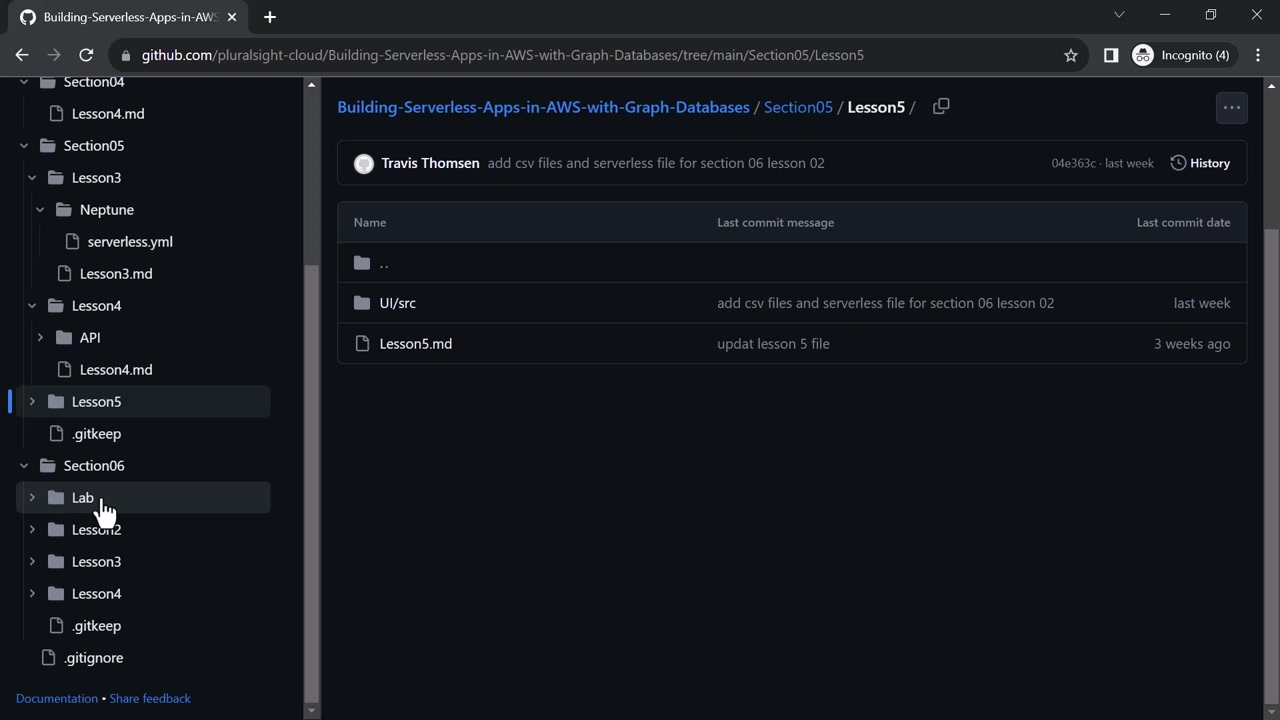 Building-Serverless-Apps-in-AWS
github.com/pluralsight-cloud/Building-Serverless-Apps-in-AWS-with-Graph-Databases/tree/main/Section05/Lesson5
Incognito (4)
Section04
Lesson4.md
Section05
Lesson3
Neptune
serverless.yml
Lesson3.md
Lesson4
API
Lesson4.md
Lesson5
.gitkeep
Section06
Lab
Lesson2
Lesson3
Lesson4
.gitkeep
.gitignore
Documentation • Share feedback
Building-Serverless-Apps-in-AWS-with-Graph-Databases / Section05 / Lesson5 /
Travis Thomsen add csv files and serverless file for section 06 lesson 02 04e363c · last week History
Name Last commit message Last commit date
..
UI/src add csv files and serverless file for section 06 lesson 02 last week
Lesson5.md updat lesson 5 file 3 weeks ago